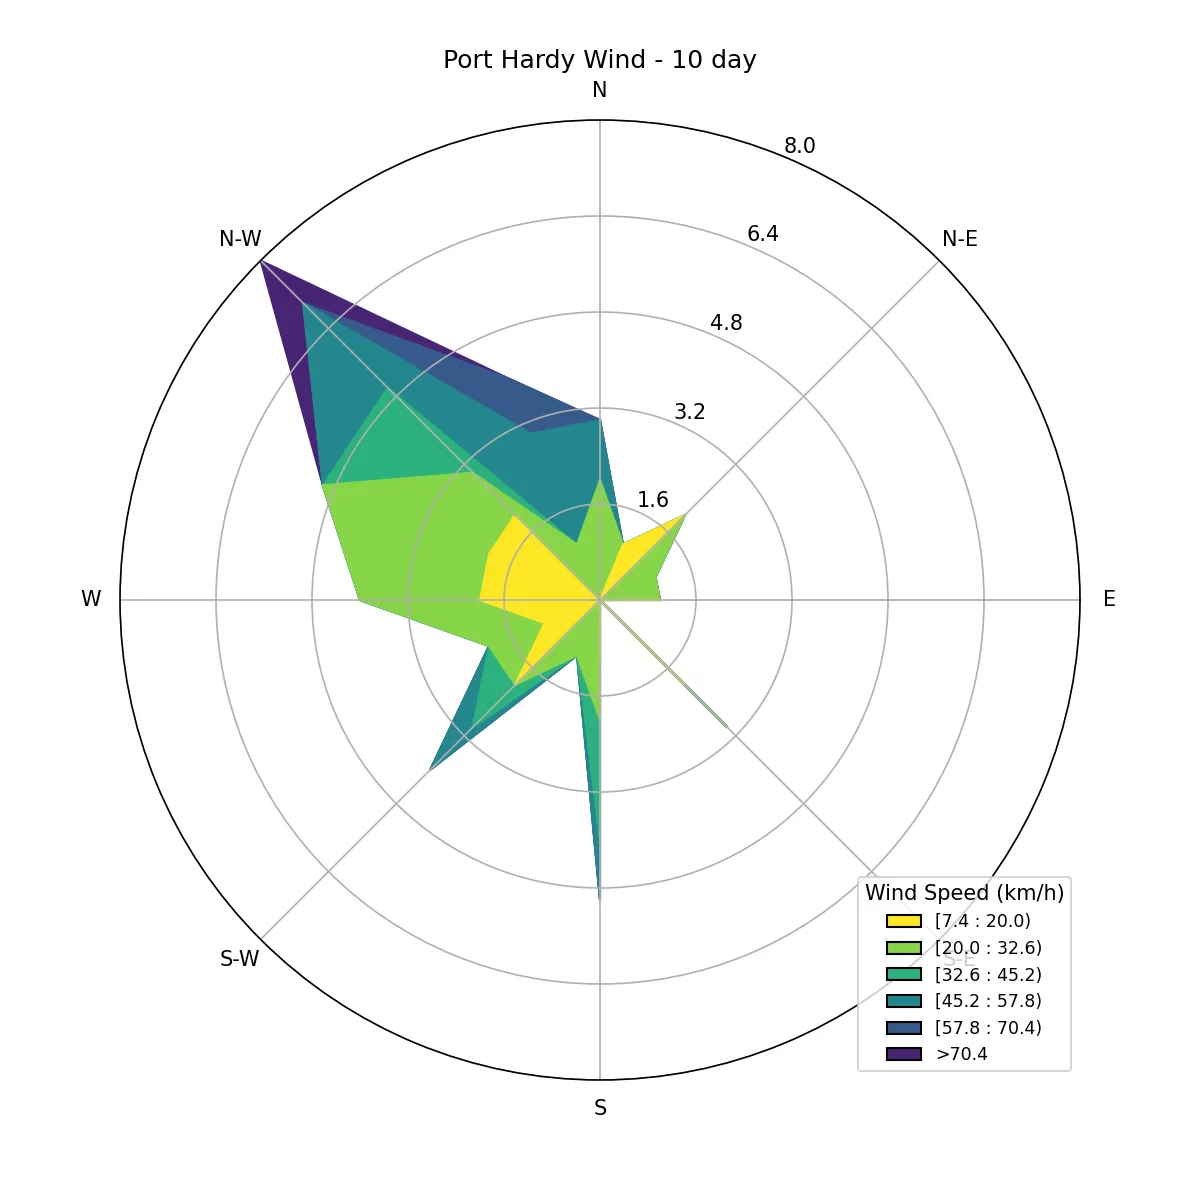 Port Hardy Wind - 10 day
N
8.0
N-W
6.4
N-E
4.8
3.2
1.6
W
E
S-W
S-E
S
Wind Speed (km/h)
[7.4 : 20.0)
[20.0 : 32.6)
[32.6 : 45.2)
[45.2 : 57.8)
[57.8 : 70.4)
>70.4